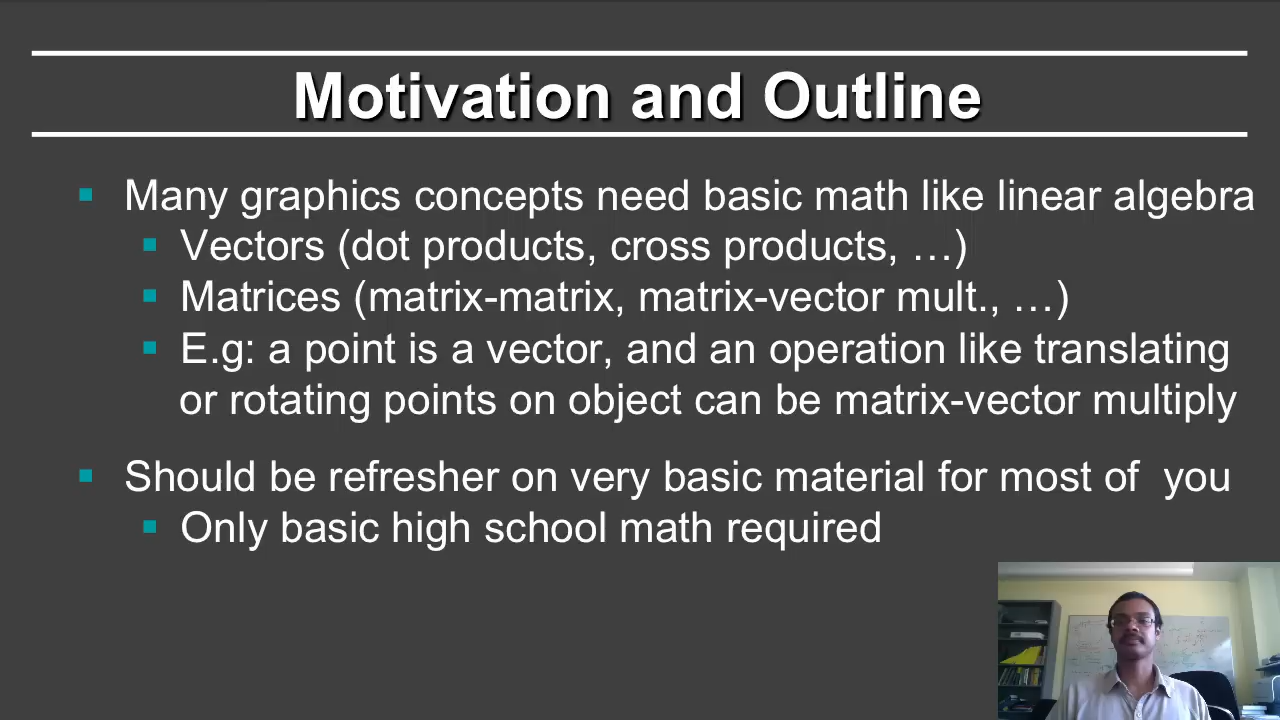 Motivation and Outline
Many graphics concepts need basic math like linear algebra
Vectors (dot products, cross products, …)
Matrices (matrix-matrix, matrix-vector mult., …)
E.g: a point is a vector, and an operation like translating
or rotating points on object can be matrix-vector multiply
Should be refresher on very basic material for most of  you
Only basic high school math required